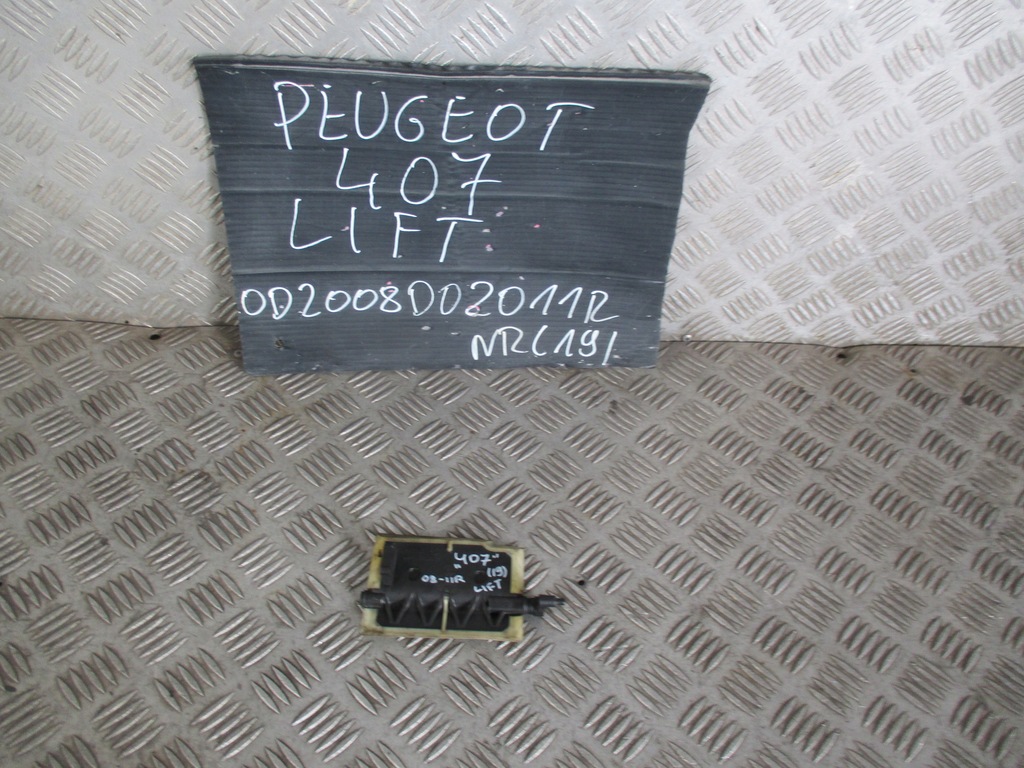 PEUGEOT
407
LIFT
OD2008DO2011R
NR(19)
"407"
(19)
08-11R
LIFT